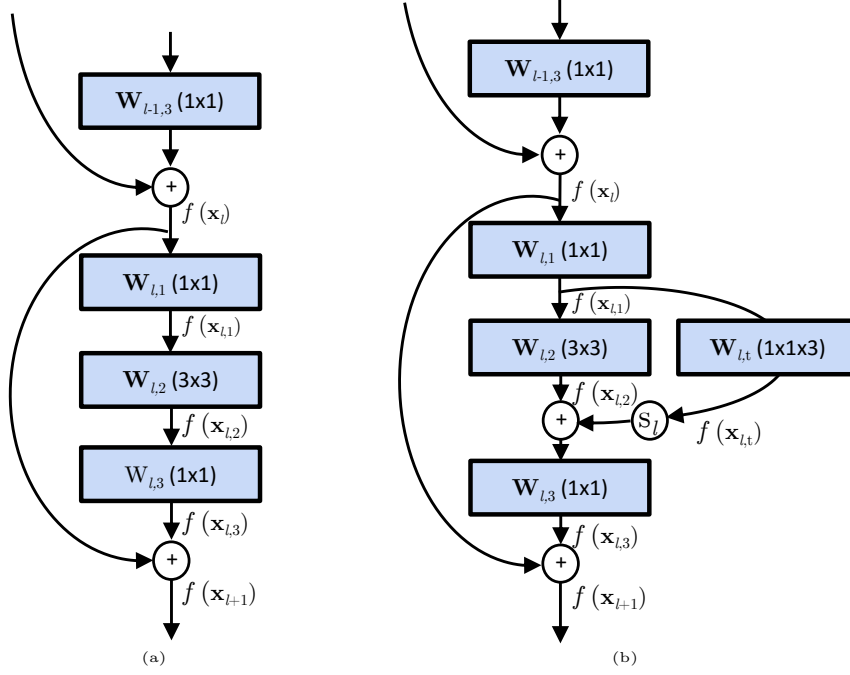 W_{l-1,3} (1x1)
+
f (x_l)
W_{l,1} (1x1)
f (x_{l,1})
W_{l,2} (3x3)
f (x_{l,2})
W_{l,3} (1x1)
f (x_{l,3})
+
f (x_{l+1})
(a)
W_{l-1,3} (1x1)
+
f (x_l)
W_{l,1} (1x1)
f (x_{l,1})
W_{l,2} (3x3)
W_{l,t} (1x1x3)
f (x_{l,2})
+
S_l
f (x_{l,t})
W_{l,3} (1x1)
f (x_{l,3})
+
f (x_{l+1})
(b)